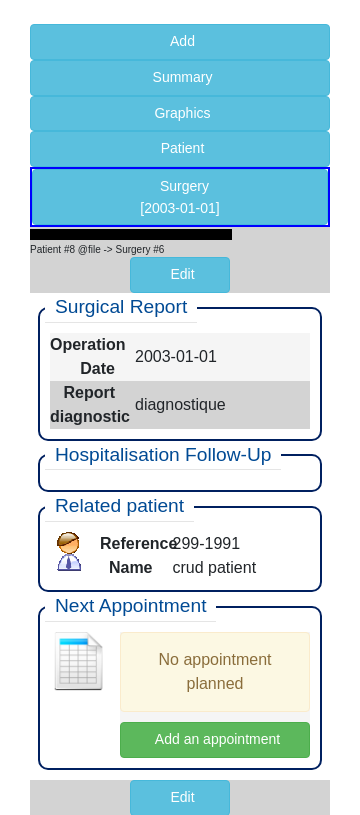 Add
Summary
Graphics
Patient
Surgery
[2003-01-01]
Patient #8 @file -> Surgery #6
Edit
Surgical Report
Operation
Date
2003-01-01
Report
diagnostic
diagnostique
Hospitalisation Follow-Up
Related patient
Reference 299-1991
Name crud patient
Next Appointment
No appointment
planned
Add an appointment
Edit